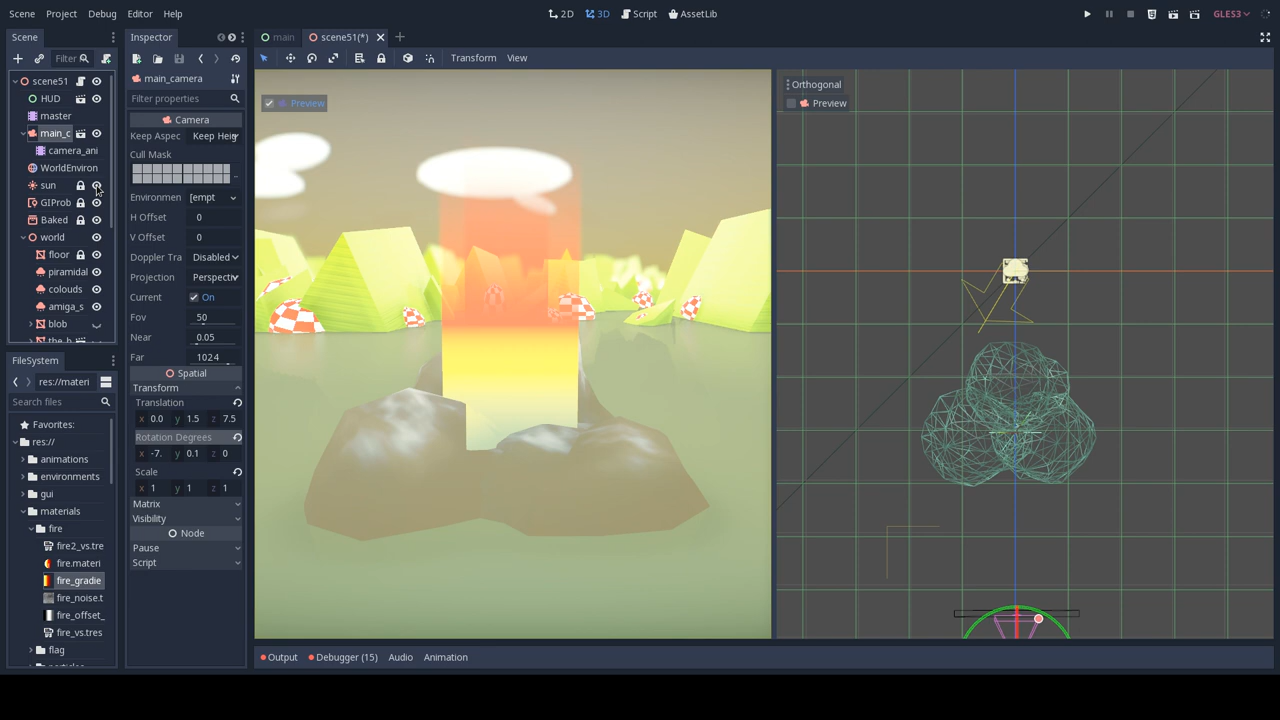 Scene Project Debug Editor Help 2D 3D Script AssetLib GLES3
Scene Inspector main scene51(*)
Filter Transform View
scene51 main_camera Preview Orthogonal
HUD Filter properties Preview
master Camera
main_c Keep Aspec Keep Heig
camera_ani Cull Mask
WorldEnviron
sun Environmen [empt
GIProb H Offset 0
Baked V Offset 0
world Doppler Tra Disabled
floor Projection Perspectiv
piramidal Current On
colouds Fov 50
amiga_s Near 0.05
blob Far 1024
Spatial
FileSystem Transform
res://materi Translation
Search files x 0.0 y 1.5 z 7.5
Favorites: Rotation Degrees
res:// x -7. y 0.1 z 0
animations Scale
environments x 1 y 1 z 1
gui Matrix
materials Visibility
fire Node
fire2_vs.tre Pause
fire.materi Script
fire_gradie
fire_noise.t
fire_offset_
fire_vs.tres
flag
Output Debugger (15) Audio Animation